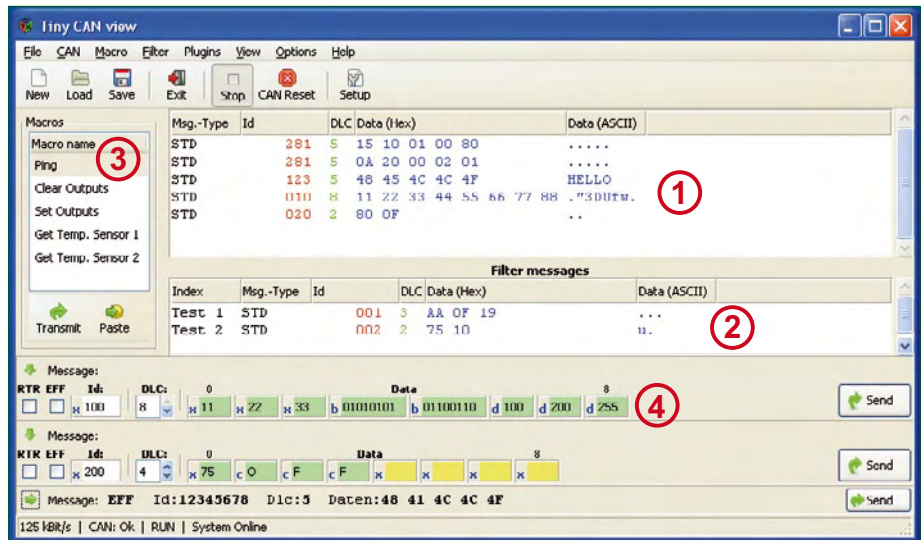 Tiny CAN view
File CAN Macro Filter Plugins View Options Help
New Load Save Exit Stop CAN Reset Setup
Macros
Macro name
Ping
Clear Outputs
Set Outputs
Get Temp. Sensor 1
Get Temp. Sensor 2
Transmit Paste
3
Msg.-Type Id DLC Data (Hex) Data (ASCII)
STD 281 5 15 10 01 00 80 .....
STD 281 5 0A 20 00 02 01 .....
STD 123 5 48 45 4C 4C 4F HELLO
STD 010 8 11 22 33 44 55 66 77 88 ."3DUfw.
STD 020 2 80 0F ..
1
Filter messages
Index Msg.-Type Id DLC Data (Hex) Data (ASCII)
Test 1 STD 001 3 AA 0F 19 ...
Test 2 STD 002 2 75 10 u.
2
Message:
RTR EFF Id: DLC: 0 Data 8
x 100 8 x 11 x 22 x 33 b 01010101 b 01100110 d 100 d 200 d 255 Send
4
Message:
RTR EFF Id: DLC: 0 Data 8
x 200 4 x 75 c O c F c F x x x x Send
Message: EFF Id:12345678 Dlc:5 Daten:48 41 4C 4C 4F Send
125 kBit/s | CAN: Ok | RUN | System Online